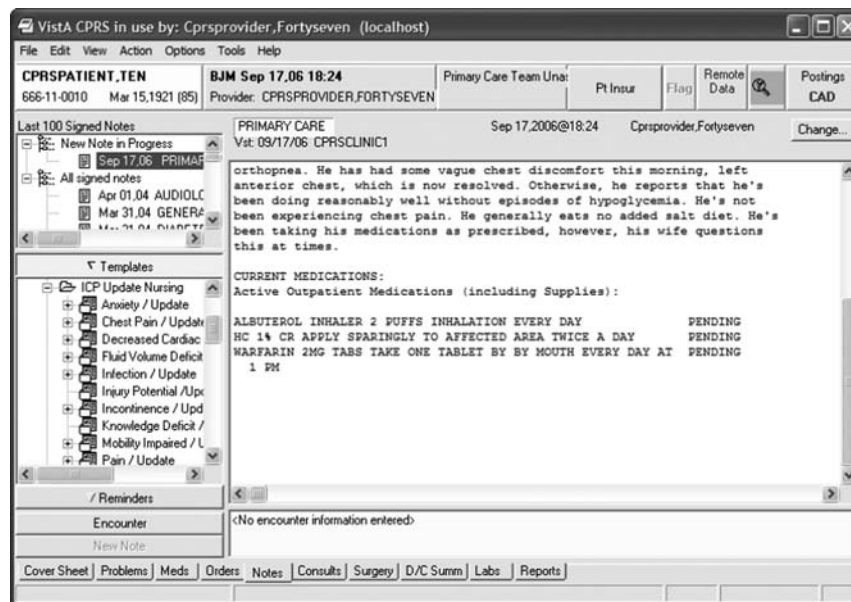 VistA CPRS in use by: Cprsprovider,Fortyseven (localhost)
File Edit View Action Options Tools Help
CPRSPATIENT,TEN
666-11-0010 Mar 15,1921 (85)
BJM Sep 17,06 18:24
Provider: CPRSPROVIDER,FORTYSEVEN
Primary Care Team Una
Pt Insur
Flag
Remote
Data
Postings
CAD
Last 100 Signed Notes
New Note in Progress
Sep 17,06 PRIMAR
All signed notes
Apr 01,04 AUDIOLO
Mar 31,04 GENERA
Mar 31,04 DIABETE
Templates
ICP Update Nursing
Anxiety / Update
Chest Pain / Update
Decreased Cardiac
Fluid Volume Deficit
Infection / Update
Injury Potential /Upd
Incontinence / Upd
Knowledge Deficit /
Mobility Impaired / U
Pain / Update
/ Reminders
Encounter
New Note
PRIMARY CARE Sep 17,2006@18:24 Cprsprovider,Fortyseven
Vst: 09/17/06 CPRSCLINIC1
Change...
orthopnea. He has had some vague chest discomfort this morning, left
anterior chest, which is now resolved. Otherwise, he reports that he's
been doing reasonably well without episodes of hypoglycemia. He's not
been experiencing chest pain. He generally eats no added salt diet. He's
been taking his medications as prescribed, however, his wife questions
this at times.
CURRENT MEDICATIONS:
Active Outpatient Medications (including Supplies):
ALBUTEROL INHALER 2 PUFFS INHALATION EVERY DAY PENDING
HC 1% CR APPLY SPARINGLY TO AFFECTED AREA TWICE A DAY PENDING
WARFARIN 2MG TABS TAKE ONE TABLET BY BY MOUTH EVERY DAY AT PENDING
1 PM
<No encounter information entered>
Cover Sheet Problems Meds Orders Notes Consults Surgery D/C Summ Labs Reports